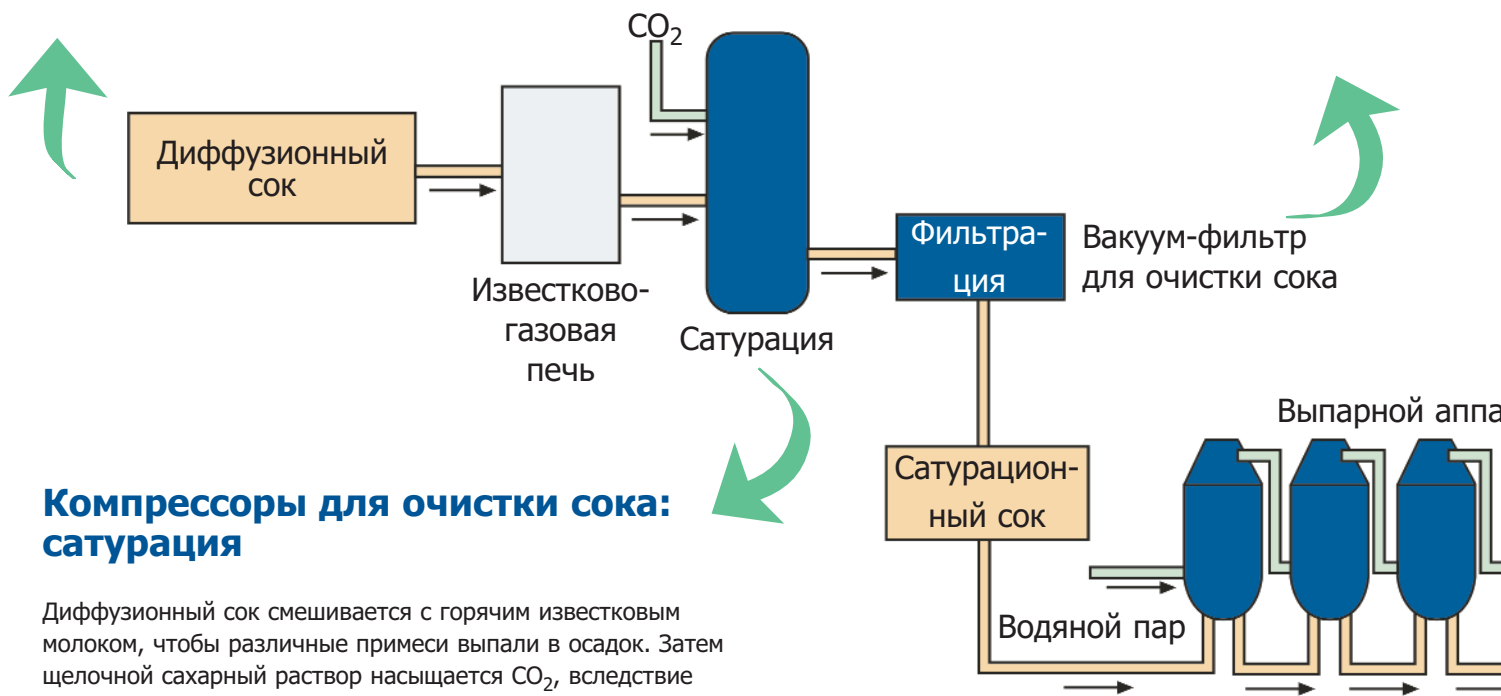 CO2
Диффузионный
сок
Известково-
газовая
печь
Сатурация
Фильтра-
ция
Вакуум-фильтр
для очистки сока
Сатурацион-
ный сок
Выпарной
Водяной пар
Компрессоры для очистки сока:
сатурация
Диффузионный сок смешивается с горячим известковым
молоком, чтобы различные примеси выпали в осадок. Затем
щелочной сахарный раствор насыщается CO2, вследствие